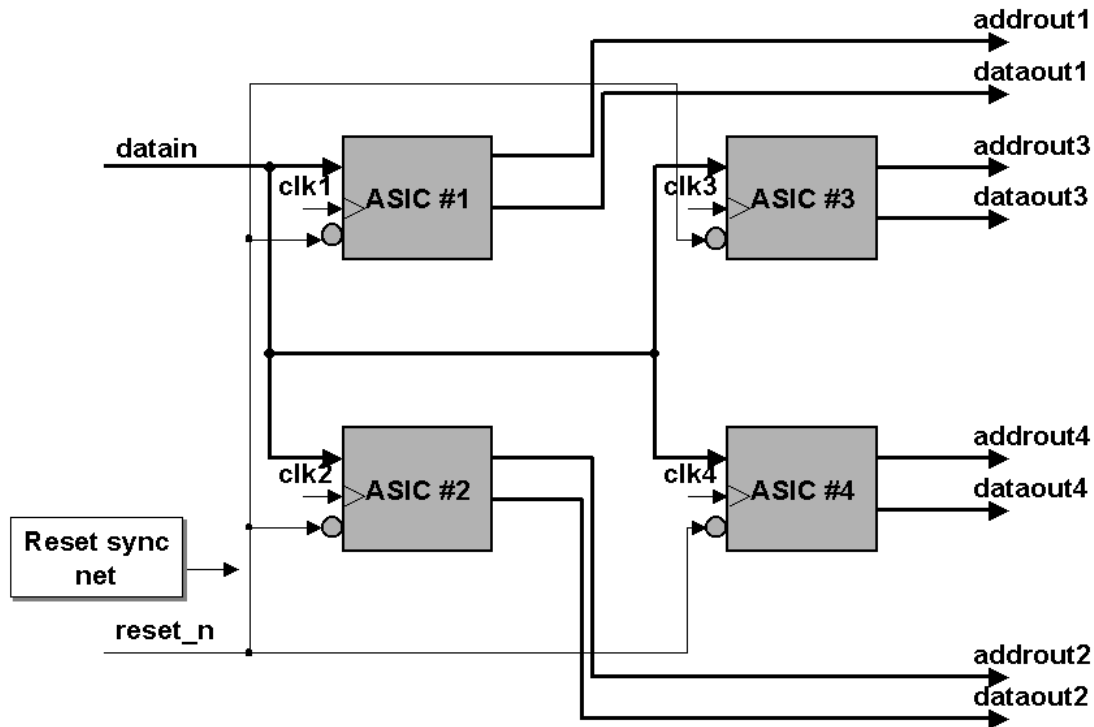 addrout1
dataout1
datain
addrout3
clk1
clk3
ASIC #1
ASIC #3
dataout3
addrout4
clk2
clk4
ASIC #2
ASIC #4
dataout4
Reset sync
net
reset_n
addrout2
dataout2